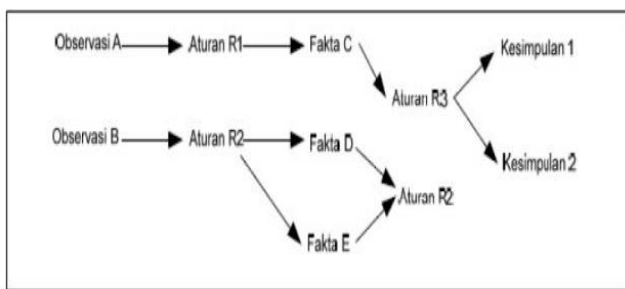 Observasi A Aturan R1 Fakta C Kesimpulan 1
Aturan R3
Observasi B Aturan R2 Fakta D
Kesimpulan 2
Aturan R2
Fakta E